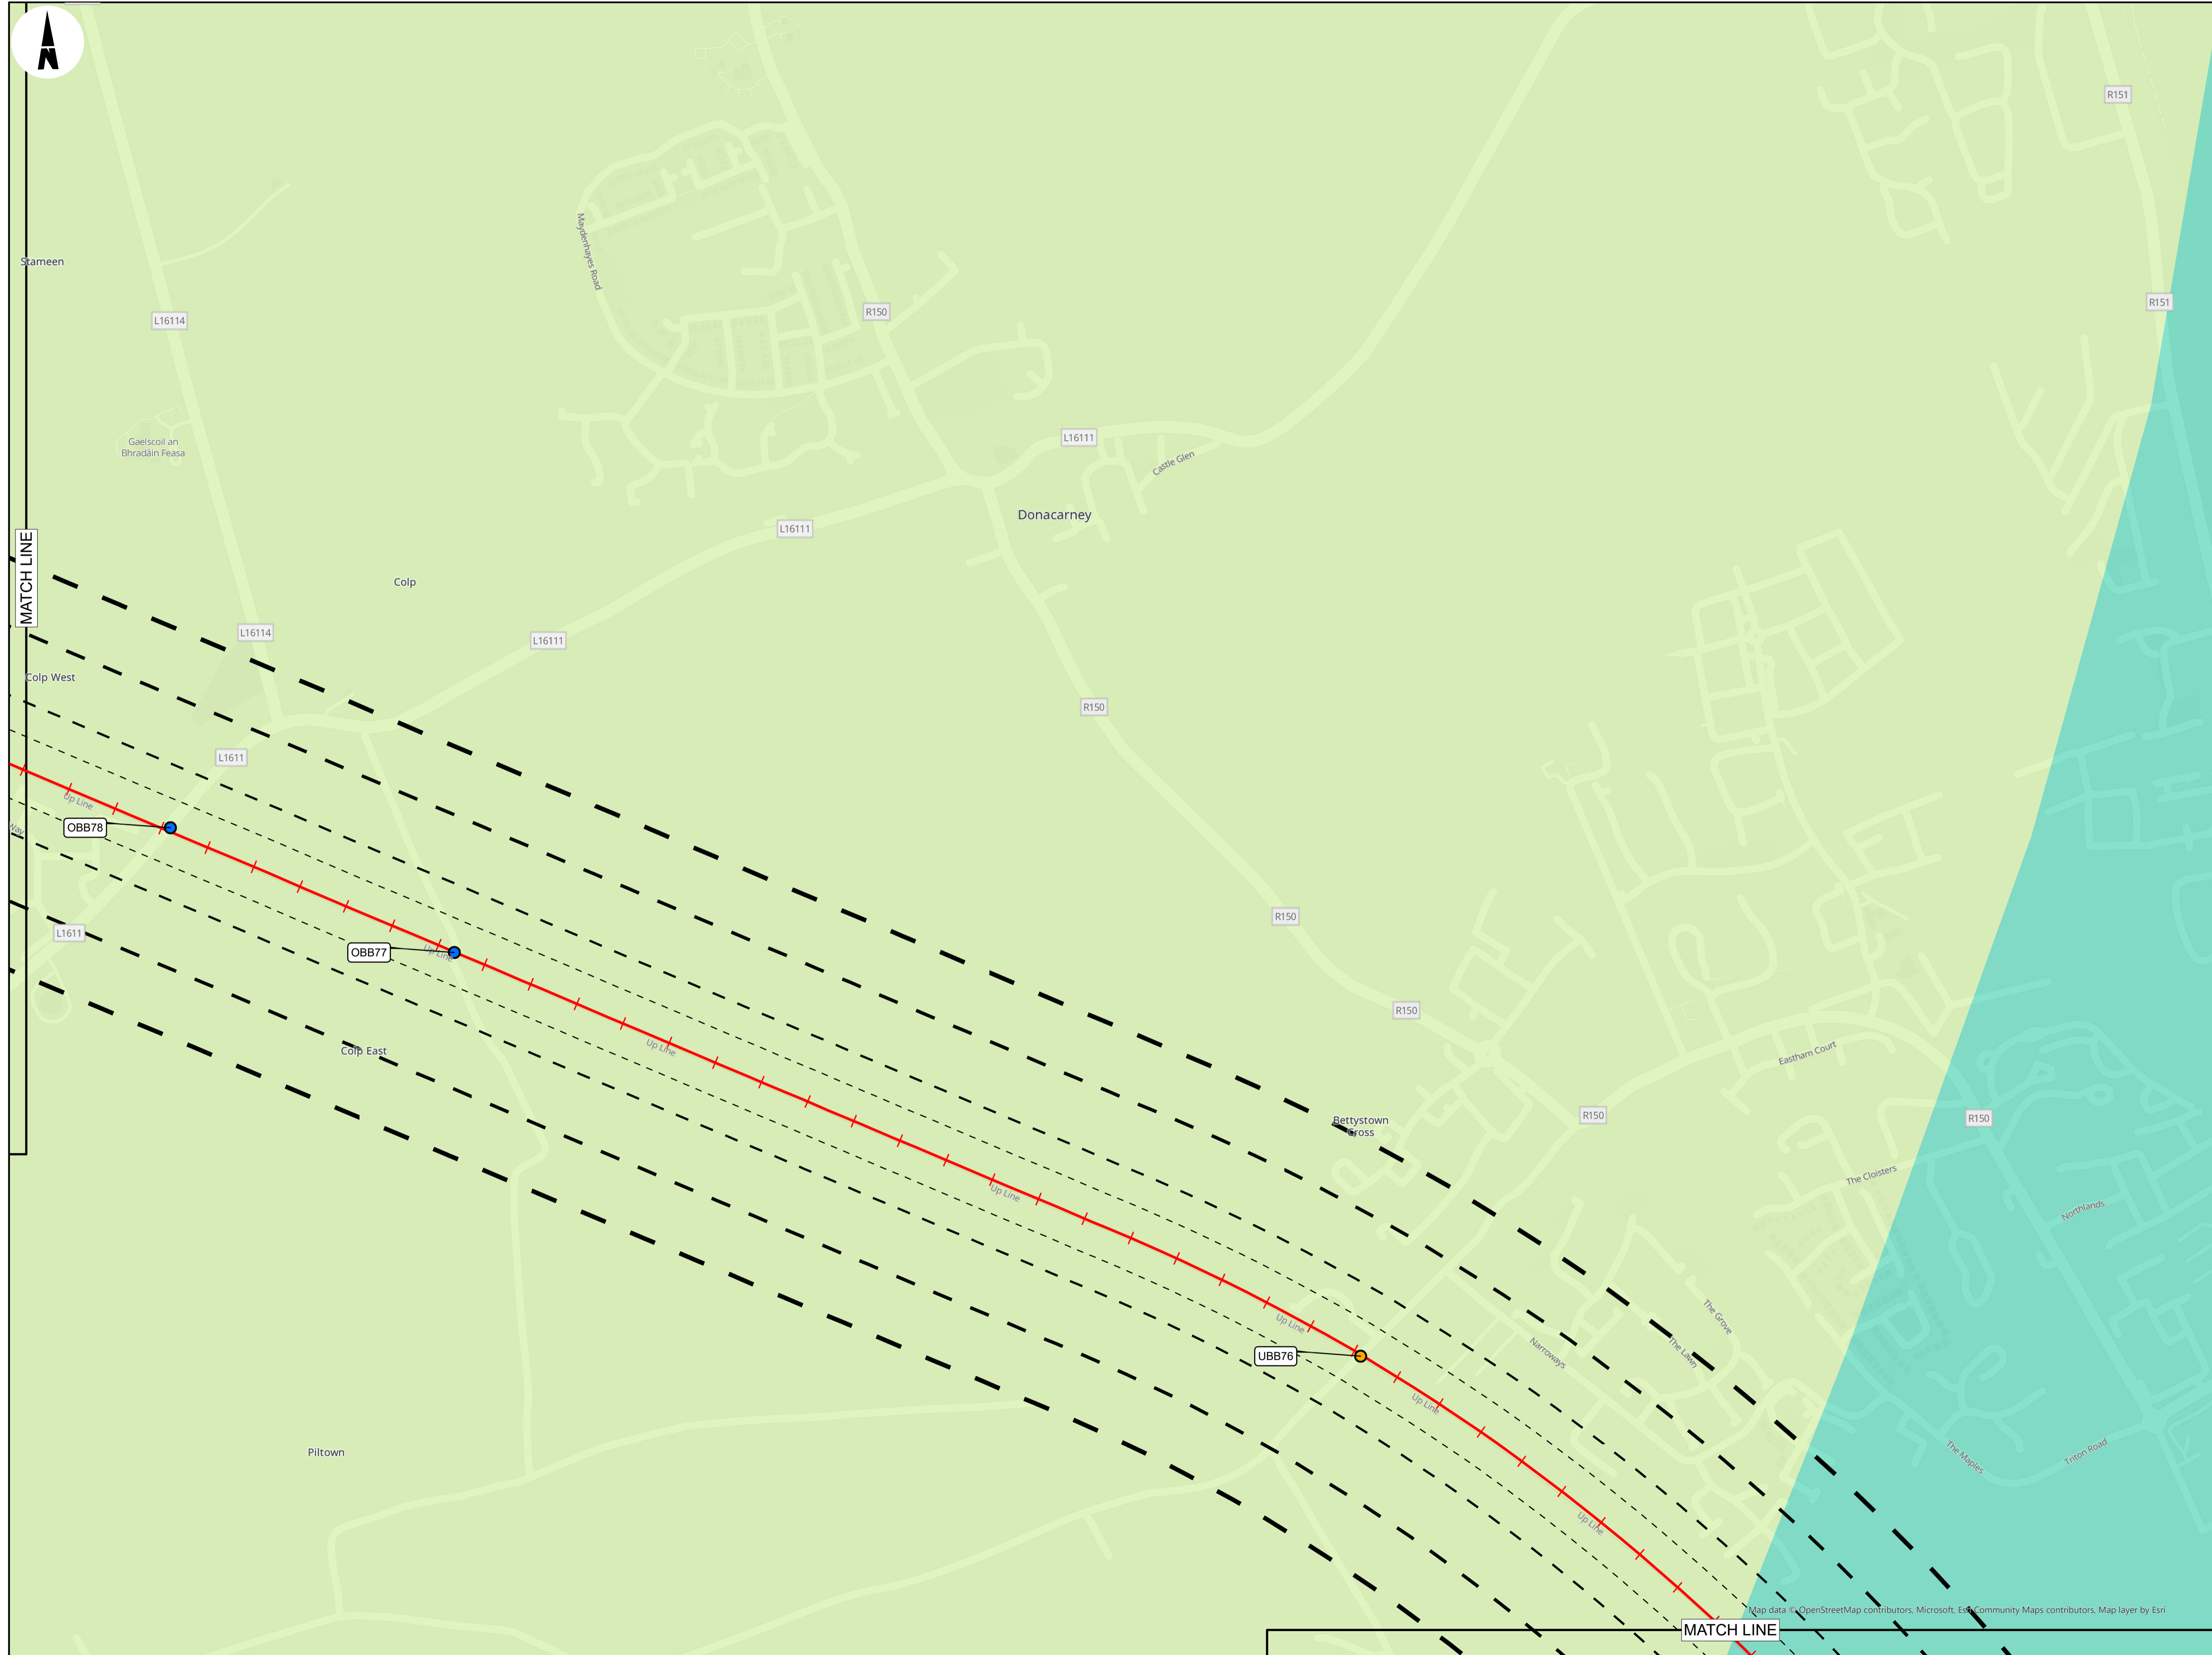 N
R151
Stameen
R151
Maydenhayes Road
L16114
R150
Gaelscoil an
Bhradáin Feasa
L16111
Castle Glen
Donacarney
L16111
MATCH LINE
Colp
L16114
L16111
Colp West
R150
L1611
Up Line
OBB78
Way
R150
L1611
OBB77
Up Line
R150
Up Line
Colp East
Eastham Court
Bettystown
Cross
R150
R150
The Cloisters
Up Line
Northlands
Up Line
The Grove
UBB76
Narroways
The Lawn
Up Line
Piltown
The Maples
Triton Road
Up Line
Map data © OpenStreetMap contributors, Microsoft, Esri Community Maps contributors, Map layer by Esri
MATCH LINE